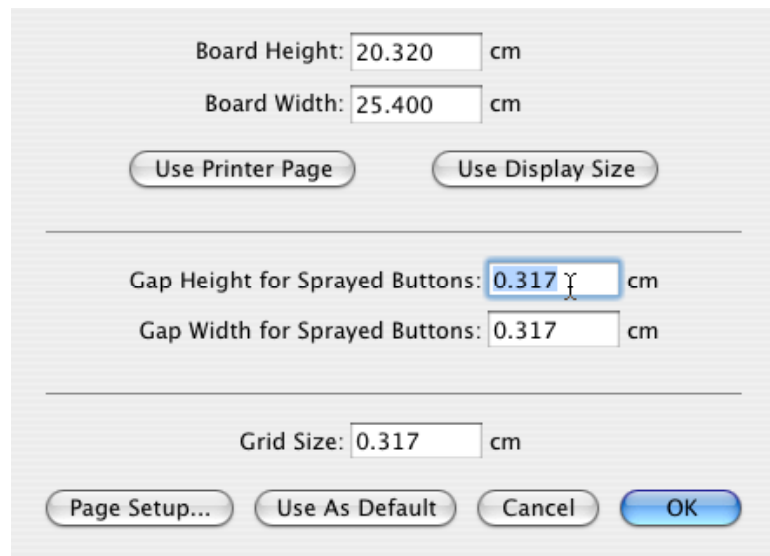 Board Height: 20.320 cm
Board Width: 25.400 cm
Use Printer Page Use Display Size
Gap Height for Sprayed Buttons: 0.317 cm
Gap Width for Sprayed Buttons: 0.317 cm
Grid Size: 0.317 cm
Page Setup... Use As Default Cancel OK